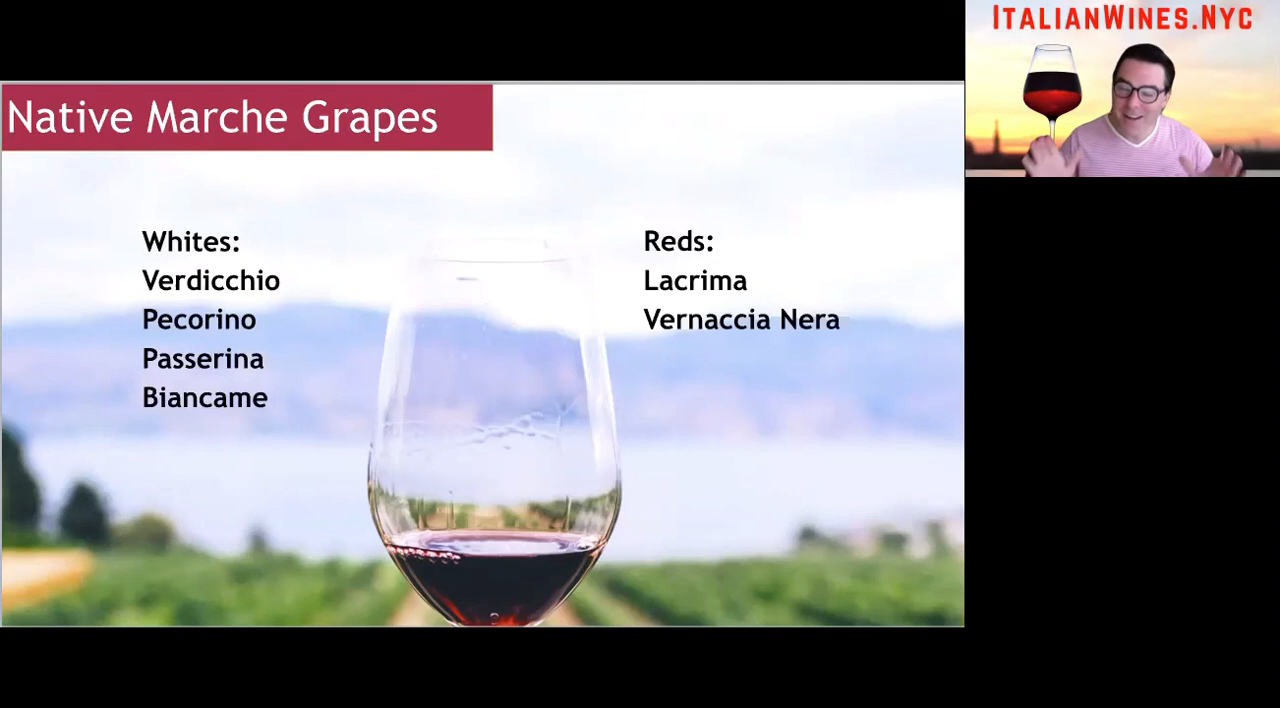 Native Marche Grapes
Whites:
Verdicchio
Pecorino
Passerina
Biancame
Reds:
Lacrima
Vernaccia Nera
ItalianWines.Nyc